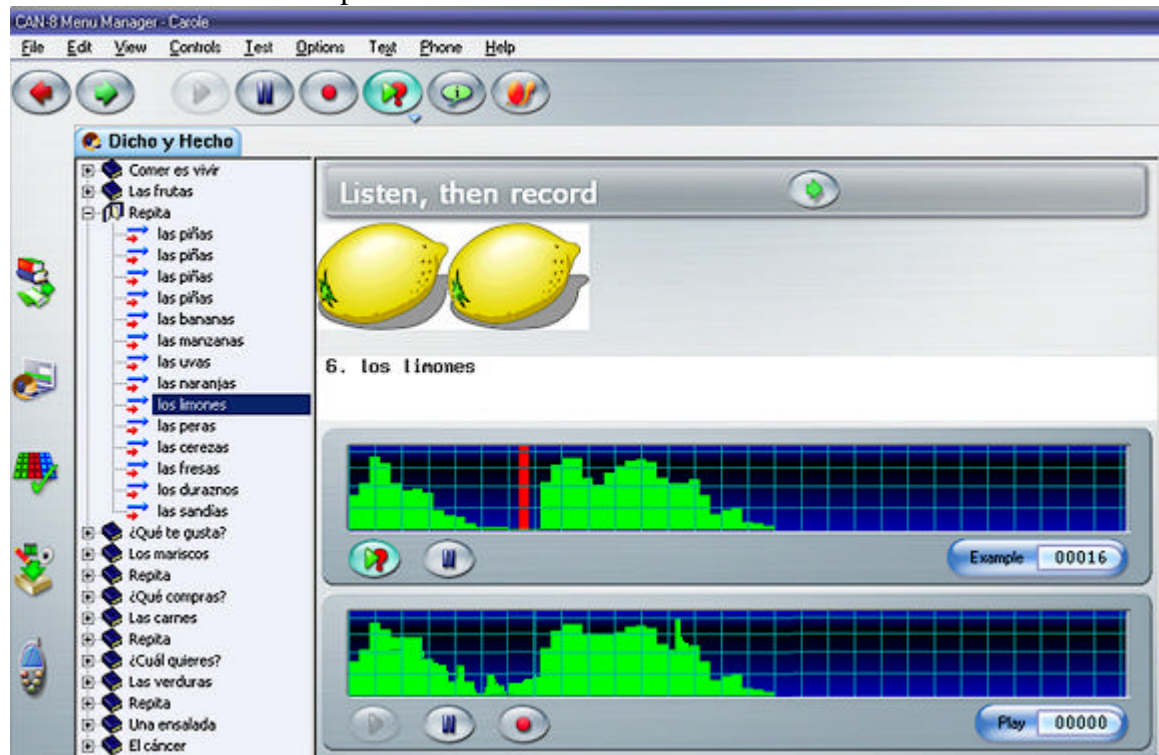 CAN-8 Menu Manager - Carole
File Edit View Controls Test Options Text Phone Help
Dicho y Hecho
Comer es vivir
Las frutas
Repita
las piñas
las piñas
las piñas
las piñas
las bananas
las manzanas
las uvas
las naranjas
los limones
las peras
las cerezas
las fresas
los duraznos
las sandías
¿Qué te gusta?
Los mariscos
Repita
¿Qué compras?
Las carnes
Repita
¿Cuál quieres?
Las verduras
Repita
Una ensalada
El cáncer
Listen, then record
6. los limones
Example 00016
Play 00000